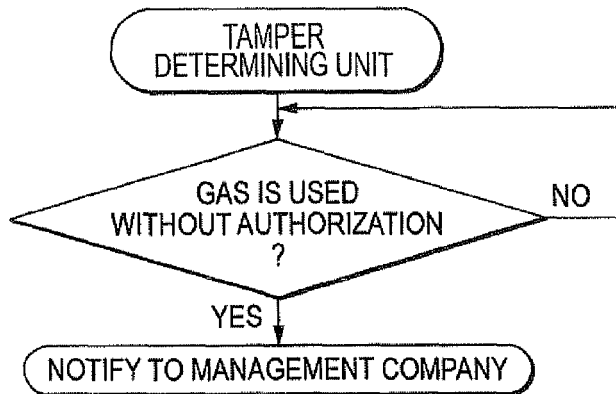 TAMPER
DETERMINING UNIT
GAS IS USED
WITHOUT AUTHORIZATION
?
NO
YES
NOTIFY TO MANAGEMENT COMPANY